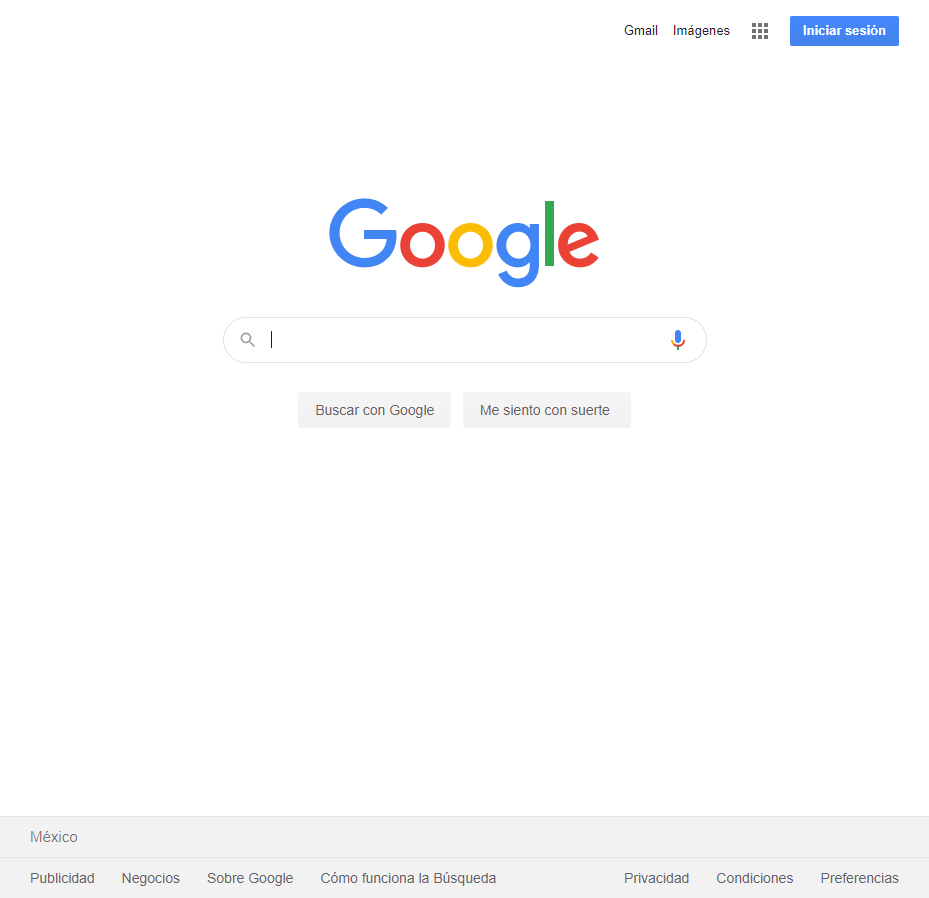 Gmail Imágenes Iniciar sesión
Google
Buscar con Google Me siento con suerte
México
Publicidad Negocios Sobre Google Cómo funciona la Búsqueda Privacidad Condiciones Preferencias